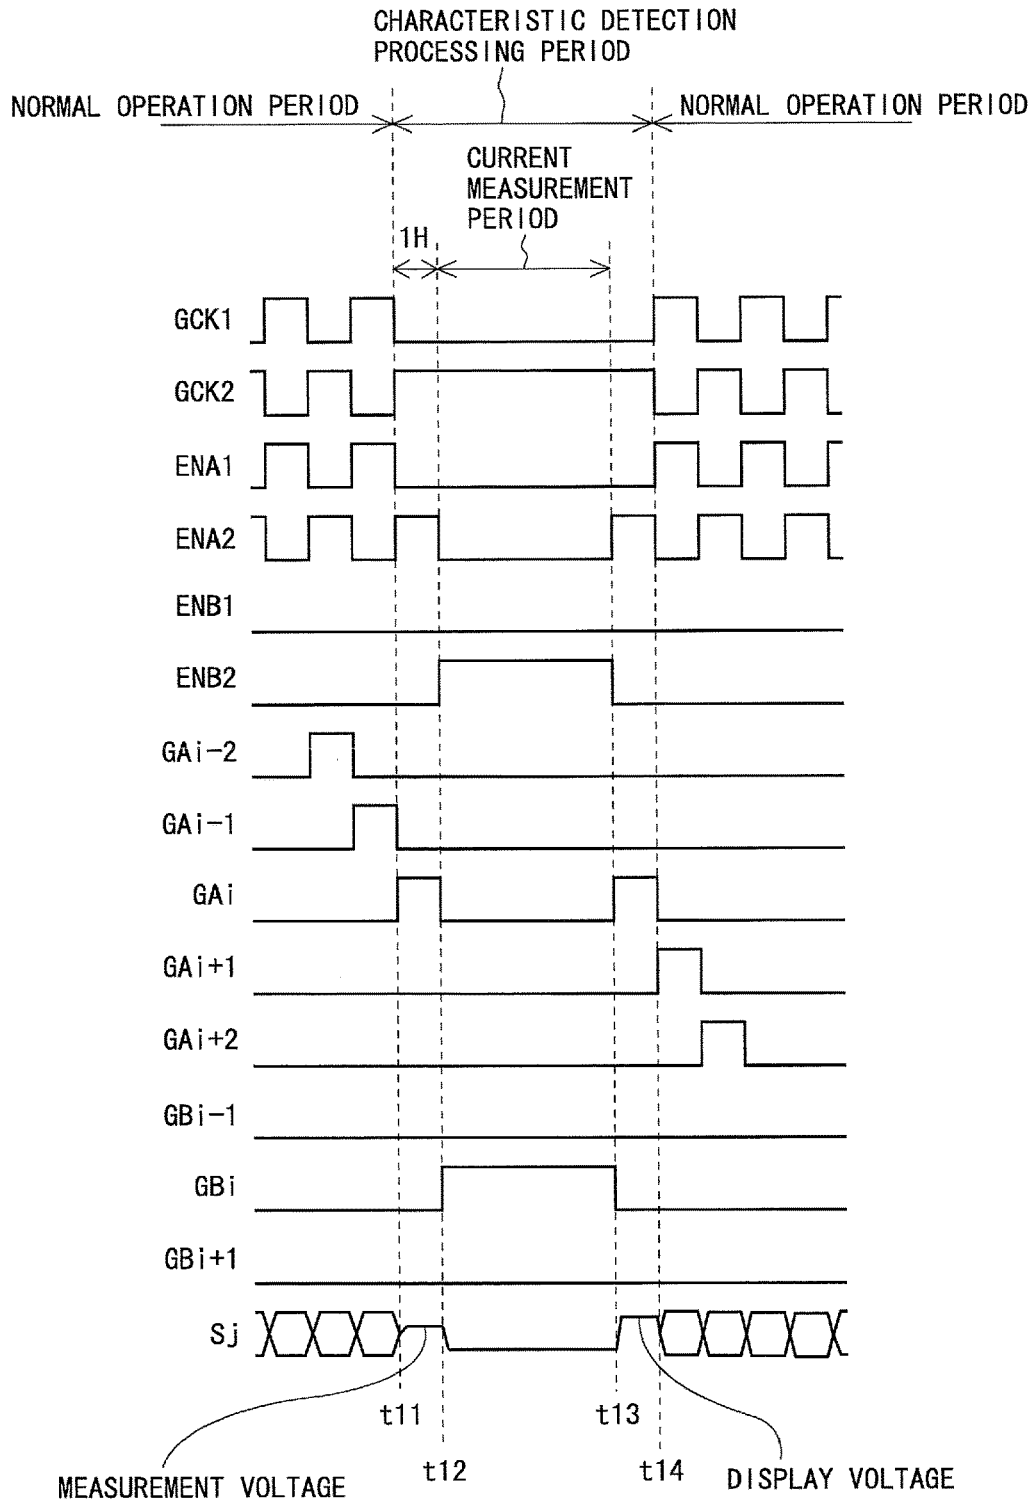 CHARACTERISTIC DETECTION
PROCESSING PERIOD
NORMAL OPERATION PERIOD
NORMAL OPERATION PERIOD
CURRENT
MEASUREMENT
PERIOD
1H
GCK1
GCK2
ENA1
ENA2
ENB1
ENB2
GAi-2
GAi-1
GAi
GAi+1
GAi+2
GBi-1
GBi
GBi+1
Sj
t11
t13
t12
t14
MEASUREMENT VOLTAGE
DISPLAY VOLTAGE